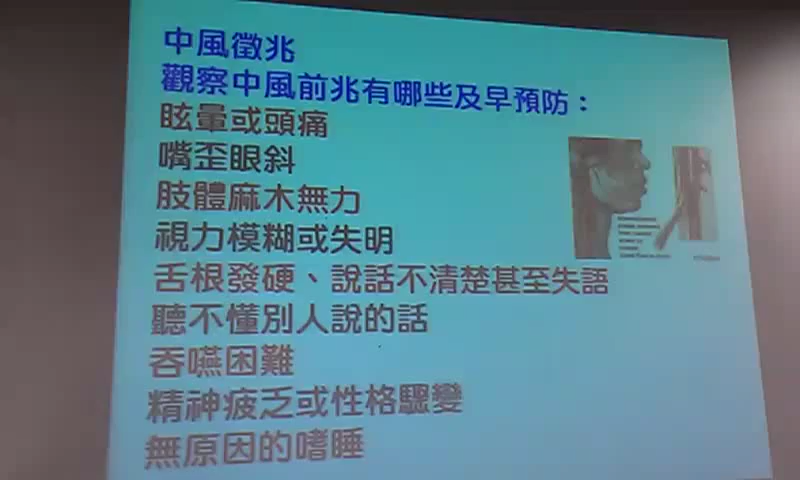 中風徵兆
觀察中風前兆有哪些及早預防：
眩暈或頭痛
嘴歪眼斜
肢體麻木無力
視力模糊或失明
舌根發硬、說話不清楚甚至失語
聽不懂別人說的話
吞嚥困難
精神疲乏或性格驟變
無原因的嗜睡